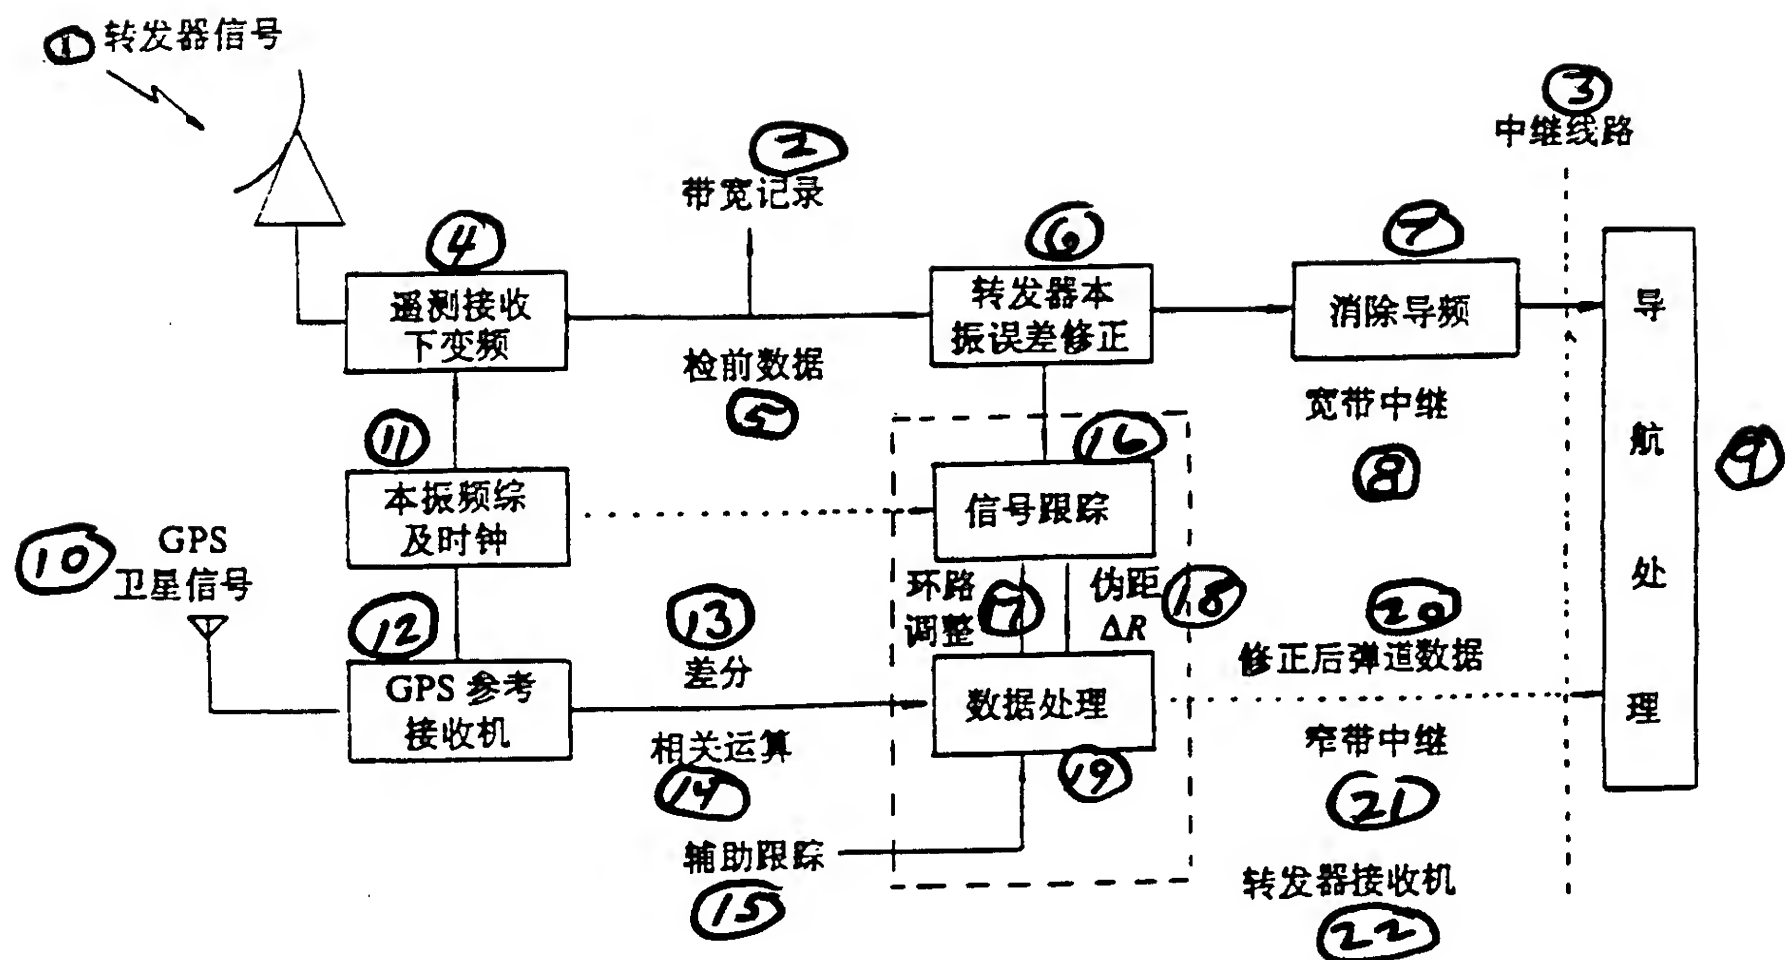 ① 转发器信号
③
中继线路
②
带宽记录
④
遥测接收
下变频
⑥
转发器本
振误差修正
⑦
消除导频
导
航
处
理
⑨
检前数据
⑤
宽带中继
⑧
⑪
本振频综
及时钟
⑯
信号跟踪
⑩
GPS
卫星信号
环路
调整
⑰
伪距
ΔR
⑱
⑫
GPS 参考
接收机
⑬
差分
相关运算
⑭
数据处理
⑲
⑳
修正后弹道数据
窄带中继
㉑
辅助跟踪
⑮
转发器接收机
㉒